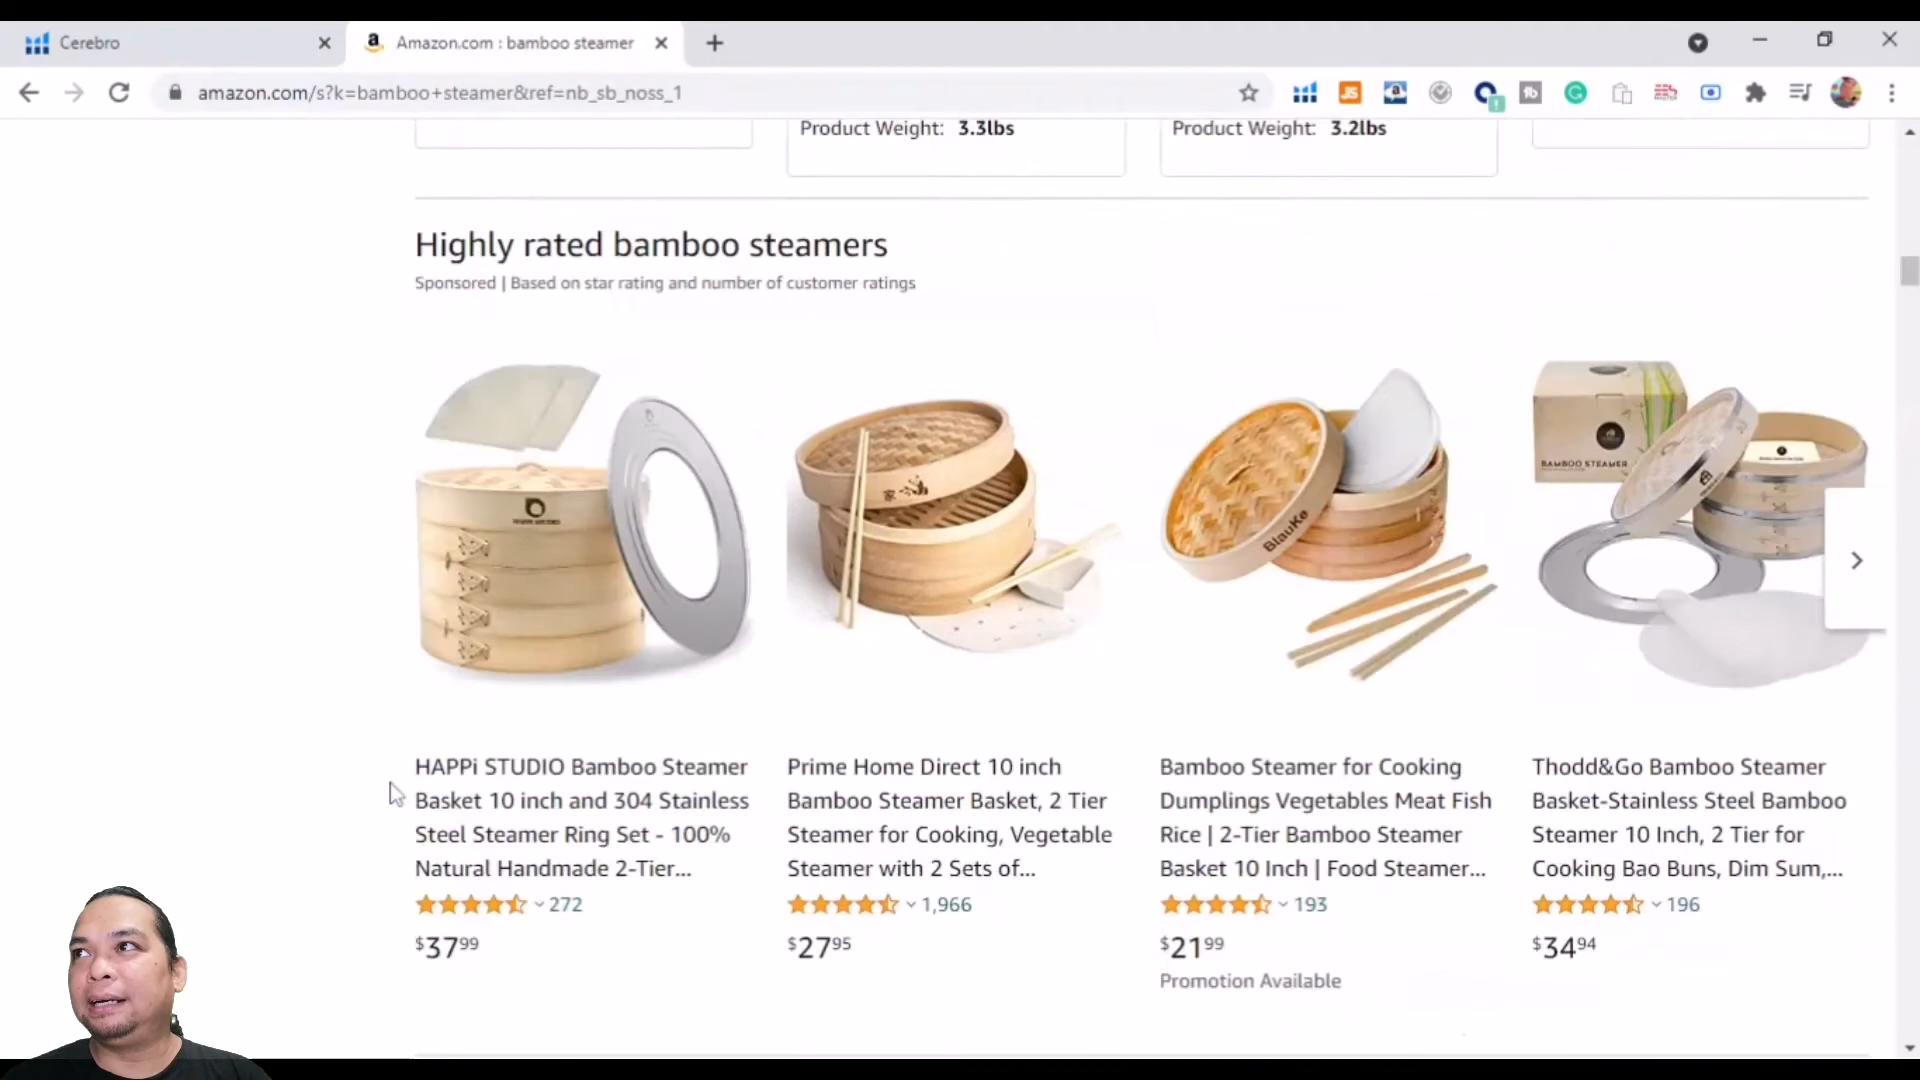 Cerebro
Amazon.com : bamboo steamer
amazon.com/s?k=bamboo+steamer&ref=nb_sb_noss_1
Product Weight: 3.3lbs
Product Weight: 3.2lbs
Highly rated bamboo steamers
Sponsored | Based on star rating and number of customer ratings
BlauKe
BAMBOO STEAMER
HAPPi STUDIO Bamboo Steamer
Basket 10 inch and 304 Stainless
Steel Steamer Ring Set - 100%
Natural Handmade 2-Tier...
272
$37.99
Prime Home Direct 10 inch
Bamboo Steamer Basket, 2 Tier
Steamer for Cooking, Vegetable
Steamer with 2 Sets of...
1,966
$27.95
Bamboo Steamer for Cooking
Dumplings Vegetables Meat Fish
Rice | 2-Tier Bamboo Steamer
Basket 10 Inch | Food Steamer...
193
$21.99
Promotion Available
Thodd&Go Bamboo Steamer
Basket-Stainless Steel Bamboo
Steamer 10 Inch, 2 Tier for
Cooking Bao Buns, Dim Sum,...
196
$34.94